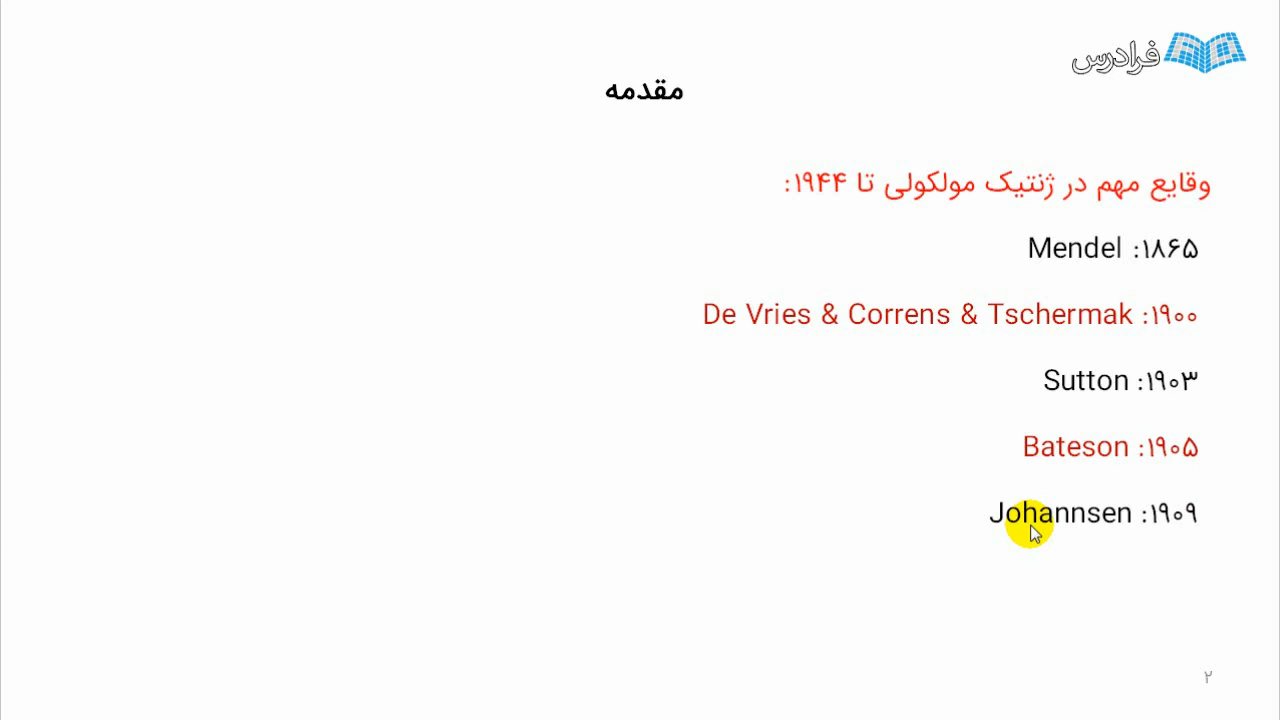 فرادرس
مقدمه
وقایع مهم در ژنتیک مولکولی تا ۱۹۴۴:
۱۸۶۵: Mendel
۱۹۰۰: De Vries & Correns & Tschermak
۱۹۰۳: Sutton
۱۹۰۵: Bateson
۱۹۰۹: Johannsen
۲